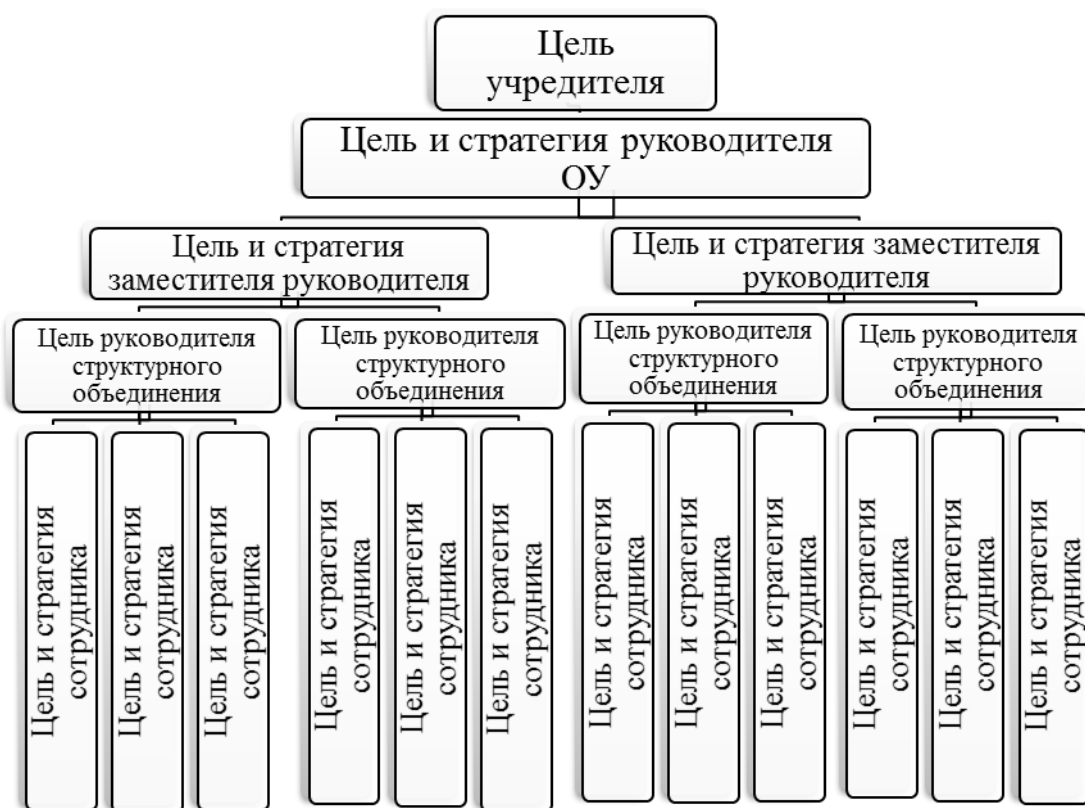 Цель
учредителя
Цель и стратегия руководителя
ОУ
Цель и стратегия
заместителя руководителя
Цель и стратегия заместителя
руководителя
Цель руководителя
структурного
объединения
Цель руководителя
структурного
объединения
Цель руководителя
структурного
объединения
Цель руководителя
структурного
объединения
Цель и стратегия
сотрудника
Цель и стратегия
сотрудника
Цель и стратегия
сотрудника
Цель и стратегия
сотрудника
Цель и стратегия
сотрудника
Цель и стратегия
сотрудника
Цель и стратегия
сотрудника
Цель и стратегия
сотрудника
Цель и стратегия
сотрудника
Цель и стратегия
сотрудника
Цель и стратегия
сотрудника
Цель и стратегия
сотрудника